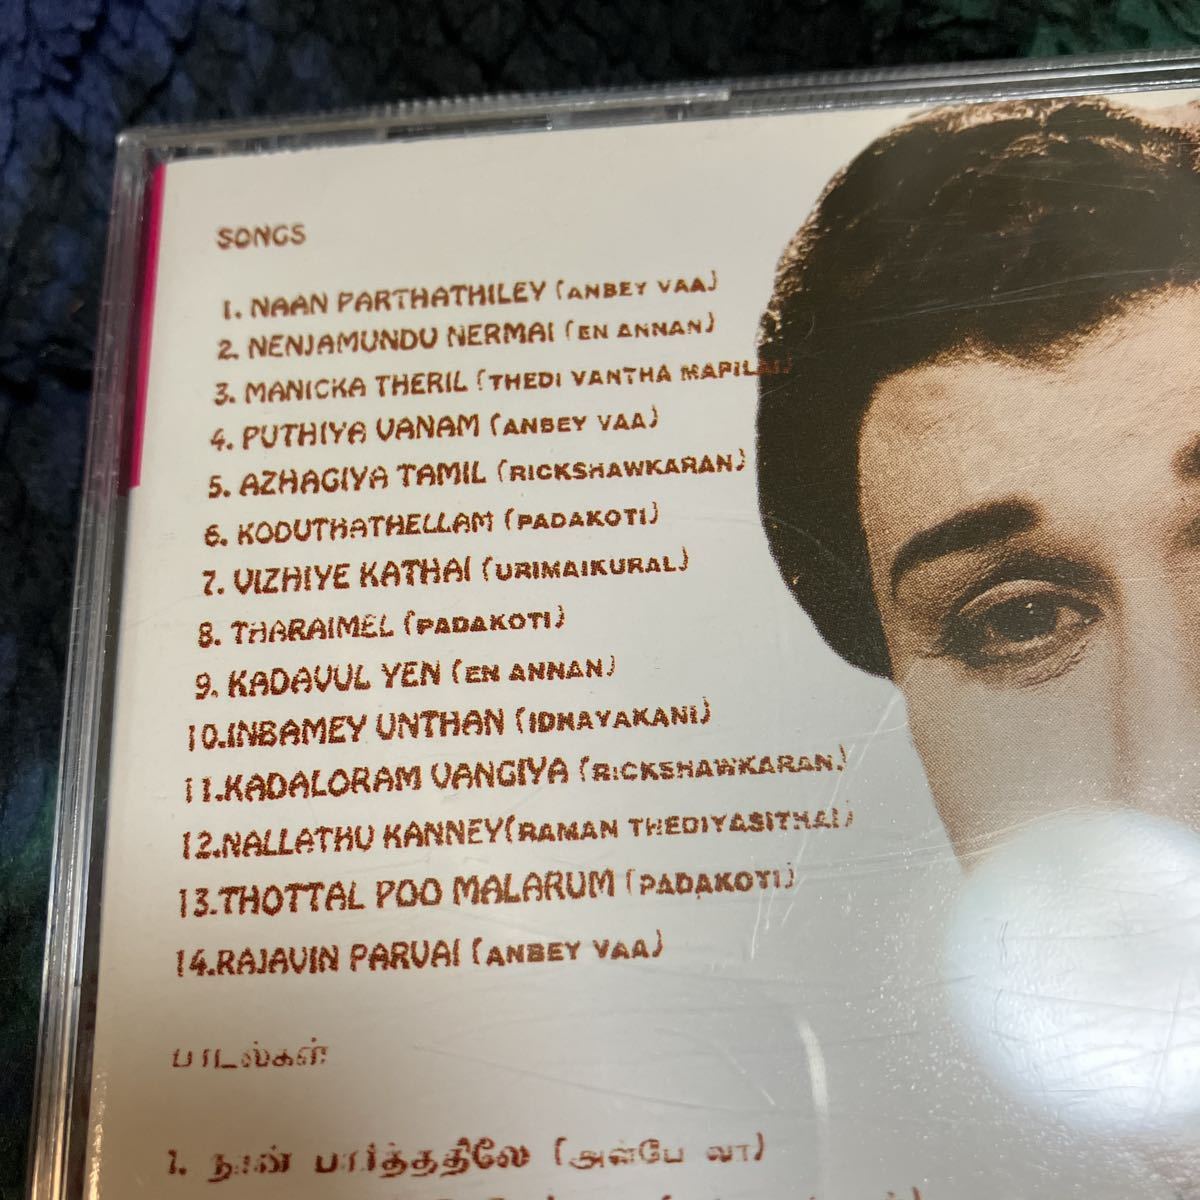 SONGS
1. NAAN PARTHATHILEY (ANBEY VAA)
2. NENJAMUNDU NERMAI (EN ANNAN)
3. MANICKA THERIL (THEDI VANTHA MAPILAI)
4. PUTHIYA VANAM (ANBEY VAA)
5. AZHAGIYA TAMIL (RICKSHAWKARAN)
6. KODUTHATHELLAM (PADAKOTI)
7. VIZHIYE KATHAI (URIMAIKURAL)
8. THARAIMEL (PADAKOTI)
9. KADAVUL YEN (EN ANNAN)
10.INBAMEY UNTHAN (IDHAYAKANI)
11.KADALORAM VANGIYA (RICKSHAWKARAN)
12.NALLATHU KANNEY(RAMAN THEDIYASITHAI)
13.THOTTAL POO MALARUM (PADAKOTI)
14.RAJAVIN PARVAI (ANBEY VAA)
பாடல்கள்
1. நான் பார்த்ததிலே (அன்பே வா)